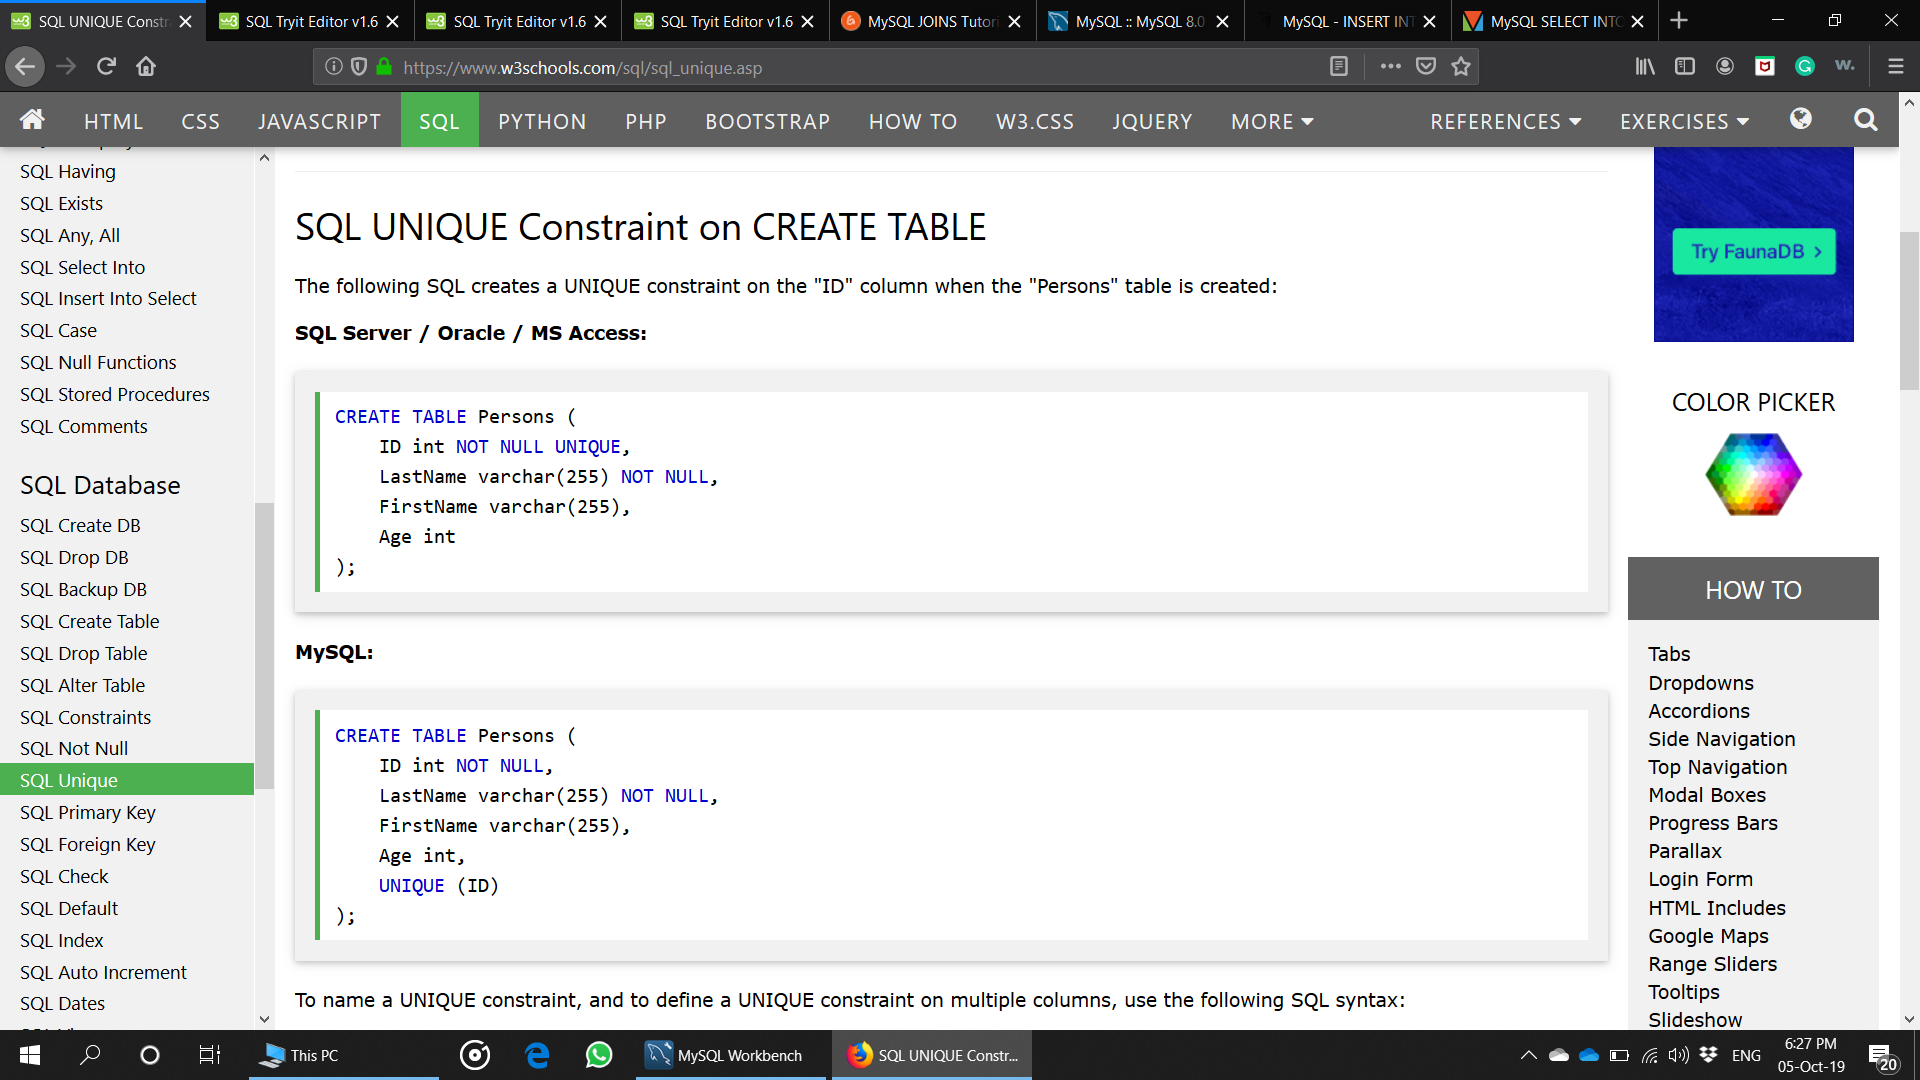 SQL UNIQUE Constr
SQL Tryit Editor v1.6
SQL Tryit Editor v1.6
SQL Tryit Editor v1.6
MySQL JOINS Tutori
MySQL :: MySQL 8.0
MySQL - INSERT INT
MySQL SELECT INTO
https://www.w3schools.com/sql/sql_unique.asp
HTML CSS JAVASCRIPT SQL PYTHON PHP BOOTSTRAP HOW TO W3.CSS JQUERY MORE REFERENCES EXERCISES
SQL Having
SQL Exists
SQL Any, All
SQL Select Into
SQL Insert Into Select
SQL Case
SQL Null Functions
SQL Stored Procedures
SQL Comments
SQL Database
SQL Create DB
SQL Drop DB
SQL Backup DB
SQL Create Table
SQL Drop Table
SQL Alter Table
SQL Constraints
SQL Not Null
SQL Unique
SQL Primary Key
SQL Foreign Key
SQL Check
SQL Default
SQL Index
SQL Auto Increment
SQL Dates
SQL UNIQUE Constraint on CREATE TABLE
The following SQL creates a UNIQUE constraint on the "ID" column when the "Persons" table is created:
SQL Server / Oracle / MS Access:
CREATE TABLE Persons (
    ID int NOT NULL UNIQUE,
    LastName varchar(255) NOT NULL,
    FirstName varchar(255),
    Age int
);
MySQL:
CREATE TABLE Persons (
    ID int NOT NULL,
    LastName varchar(255) NOT NULL,
    FirstName varchar(255),
    Age int,
    UNIQUE (ID)
);
To name a UNIQUE constraint, and to define a UNIQUE constraint on multiple columns, use the following SQL syntax:
Try FaunaDB >
COLOR PICKER
HOW TO
Tabs
Dropdowns
Accordions
Side Navigation
Top Navigation
Modal Boxes
Progress Bars
Parallax
Login Form
HTML Includes
Google Maps
Range Sliders
Tooltips
Slideshow
This PC
MySQL Workbench
SQL UNIQUE Constr...
ENG
6:27 PM
05-Oct-19
20